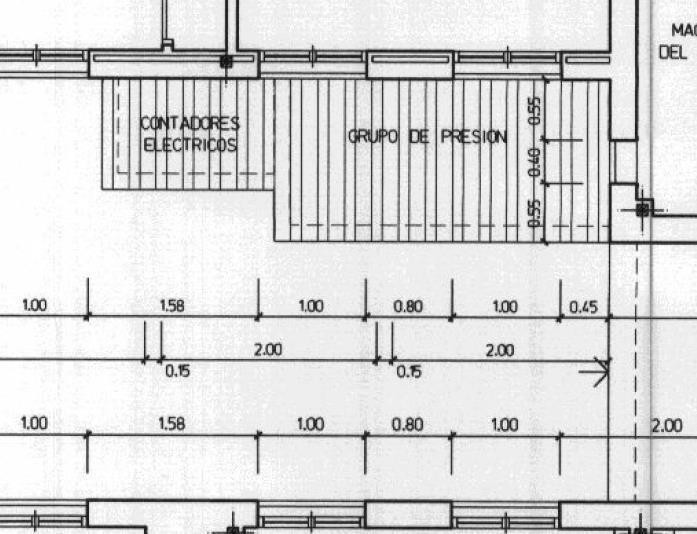 MAC
DEL
CONTADORES
ELECTRICOS
GRUPO DE PRESION
0.55
0.40
0.55
1.00 1.58 1.00 0.80 1.00 0.45
2.00 2.00
0.15 0.15
1.00 1.58 1.00 0.80 1.00 2.00